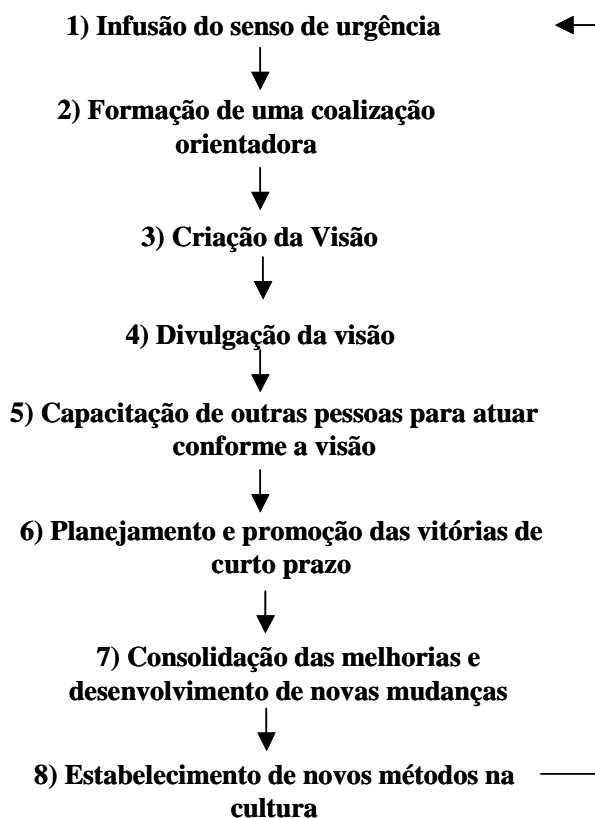 1) Infusão do senso de urgência
2) Formação de uma coalização
orientadora
3) Criação da Visão
4) Divulgação da visão
5) Capacitação de outras pessoas para atuar
conforme a visão
6) Planejamento e promoção das vitórias de
curto prazo
7) Consolidação das melhorias e
desenvolvimento de novas mudanças
8) Estabelecimento de novos métodos na
cultura